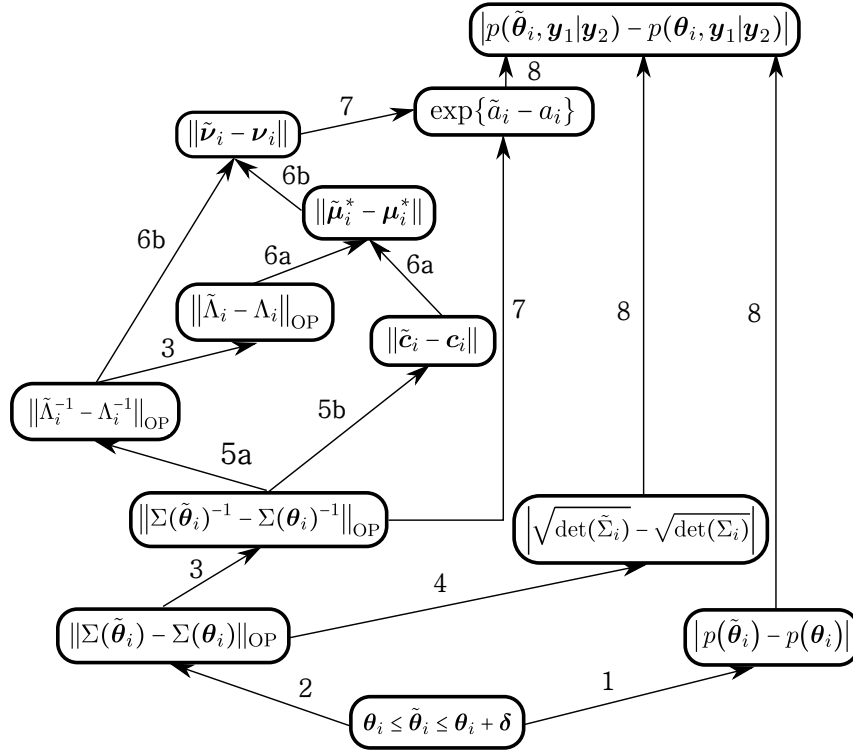 |p(θ̃ᵢ, y₁|y₂) − p(θᵢ, y₁|y₂)|
8
exp{ãᵢ − aᵢ}
7
‖ν̃ᵢ − νᵢ‖
6b
‖μ̃ᵢ* − μᵢ*‖
6b
6a
6a
‖Λ̃ᵢ − Λᵢ‖OP
7
8
8
‖c̃ᵢ − cᵢ‖
3
‖Λ̃ᵢ⁻¹ − Λᵢ⁻¹‖OP
5b
5a
‖Σ(θ̃ᵢ)⁻¹ − Σ(θᵢ)⁻¹‖OP
|√det(Σ̃ᵢ) − √det(Σᵢ)|
3
4
‖Σ(θ̃ᵢ) − Σ(θᵢ)‖OP
|p(θ̃ᵢ) − p(θᵢ)|
2
1
θᵢ ≤ θ̃ᵢ ≤ θᵢ + δ